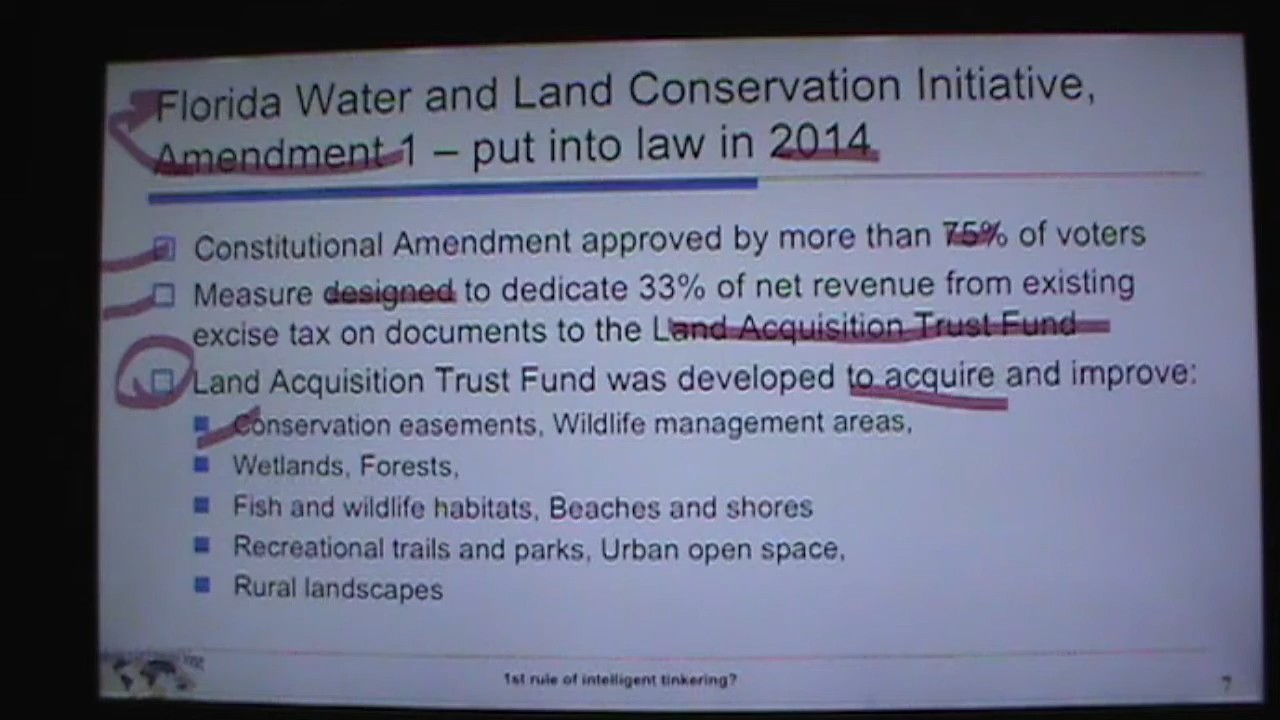 Florida Water and Land Conservation Initiative,
Amendment 1 – put into law in 2014
Constitutional Amendment approved by more than 75% of voters
Measure designed to dedicate 33% of net revenue from existing
excise tax on documents to the Land Acquisition Trust Fund
Land Acquisition Trust Fund was developed to acquire and improve:
Conservation easements, Wildlife management areas,
Wetlands, Forests,
Fish and wildlife habitats, Beaches and shores
Recreational trails and parks, Urban open space,
Rural landscapes
1st rule of intelligent tinkering?
7